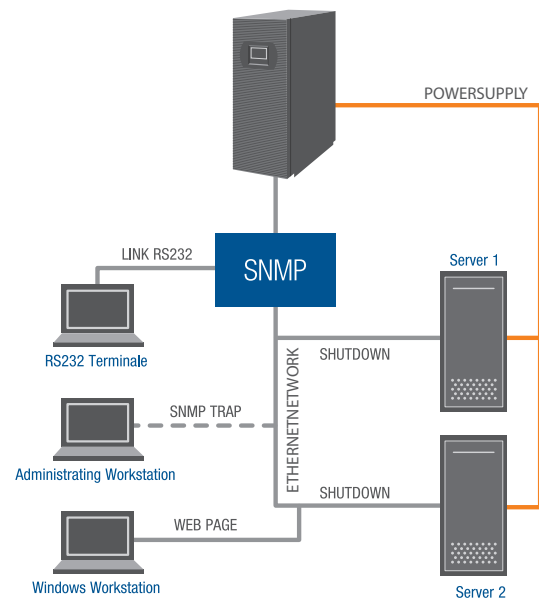 POWERSUPPLY
LINK RS232
SNMP
Server 1
RS232 Terminale
SHUTDOWN
ETHERNETNETWORK
SNMP TRAP
Administrating Workstation
SHUTDOWN
WEB PAGE
Windows Workstation
Server 2